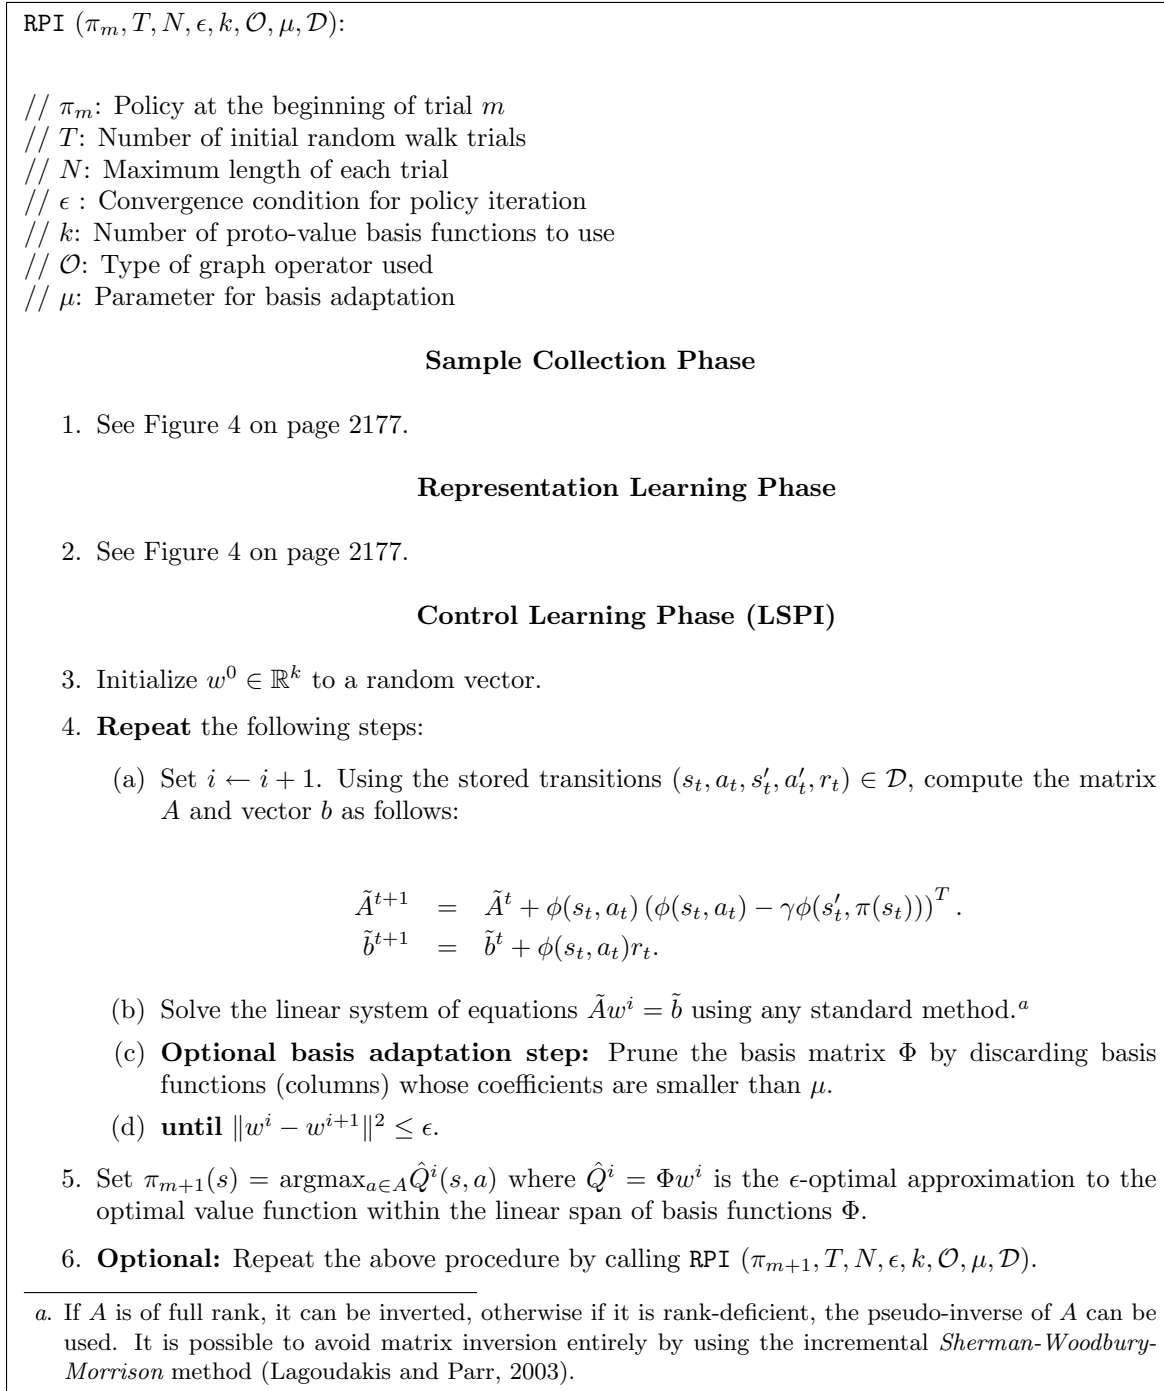 RPI (π_m, T, N, ϵ, k, 𝒪, μ, 𝒟):
// π_m: Policy at the beginning of trial m
// T: Number of initial random walk trials
// N: Maximum length of each trial
// ϵ : Convergence condition for policy iteration
// k: Number of proto-value basis functions to use
// 𝒪: Type of graph operator used
// μ: Parameter for basis adaptation
Sample Collection Phase
1. See Figure 4 on page 2177.
Representation Learning Phase
2. See Figure 4 on page 2177.
Control Learning Phase (LSPI)
3. Initialize w^0 ∈ ℝ^k to a random vector.
4. Repeat the following steps:
(a) Set i ← i + 1. Using the stored transitions (s_t, a_t, s′_t, a′_t, r_t) ∈ 𝒟, compute the matrix
A and vector b as follows:
Ã^{t+1} = Ã^t + ϕ(s_t, a_t) (ϕ(s_t, a_t) − γϕ(s′_t, π(s_t)))^T .
b̃^{t+1} = b̃^t + ϕ(s_t, a_t)r_t.
(b) Solve the linear system of equations Ãw^i = b̃ using any standard method.^a
(c) Optional basis adaptation step: Prune the basis matrix Φ by discarding basis
functions (columns) whose coefficients are smaller than μ.
(d) until ‖w^i − w^{i+1}‖^2 ≤ ϵ.
5. Set π_{m+1}(s) = argmax_{a∈A}Q̂^i(s, a) where Q̂^i = Φw^i is the ϵ-optimal approximation to the
optimal value function within the linear span of basis functions Φ.
6. Optional: Repeat the above procedure by calling RPI (π_{m+1}, T, N, ϵ, k, 𝒪, μ, 𝒟).
a. If A is of full rank, it can be inverted, otherwise if it is rank-deficient, the pseudo-inverse of A can be
used. It is possible to avoid matrix inversion entirely by using the incremental Sherman-Woodbury-
Morrison method (Lagoudakis and Parr, 2003).